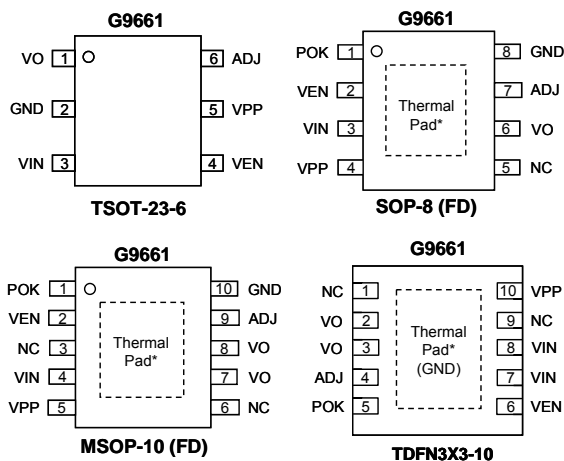 G9661
VO 1 6 ADJ
GND 2 5 VPP
VIN 3 4 VEN
TSOT-23-6
G9661
POK 1 8 GND
VEN 2 7 ADJ
VIN 3 6 VO
VPP 4 5 NC
Thermal
Pad*
SOP-8 (FD)
G9661
POK 1 10 GND
VEN 2 9 ADJ
NC 3 8 VO
VIN 4 7 VO
VPP 5 6 NC
Thermal
Pad*
MSOP-10 (FD)
G9661
NC 1 10 VPP
VO 2 9 NC
VO 3 8 VIN
ADJ 4 7 VIN
POK 5 6 VEN
Thermal
Pad*
(GND)
TDFN3X3-10